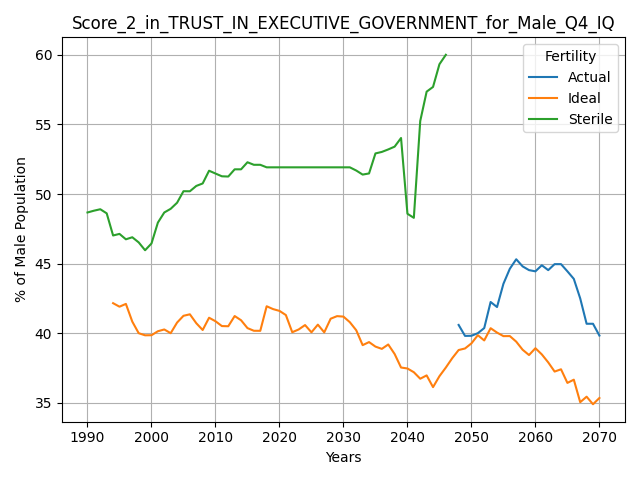 Score_2_in_TRUST_IN_EXECUTIVE_GOVERNMENT_for_Male_Q4_IQ
Fertility
Actual
Ideal
Sterile
% of Male Population
60
55
50
45
40
35
1990 2000 2010 2020 2030 2040 2050 2060 2070
Years